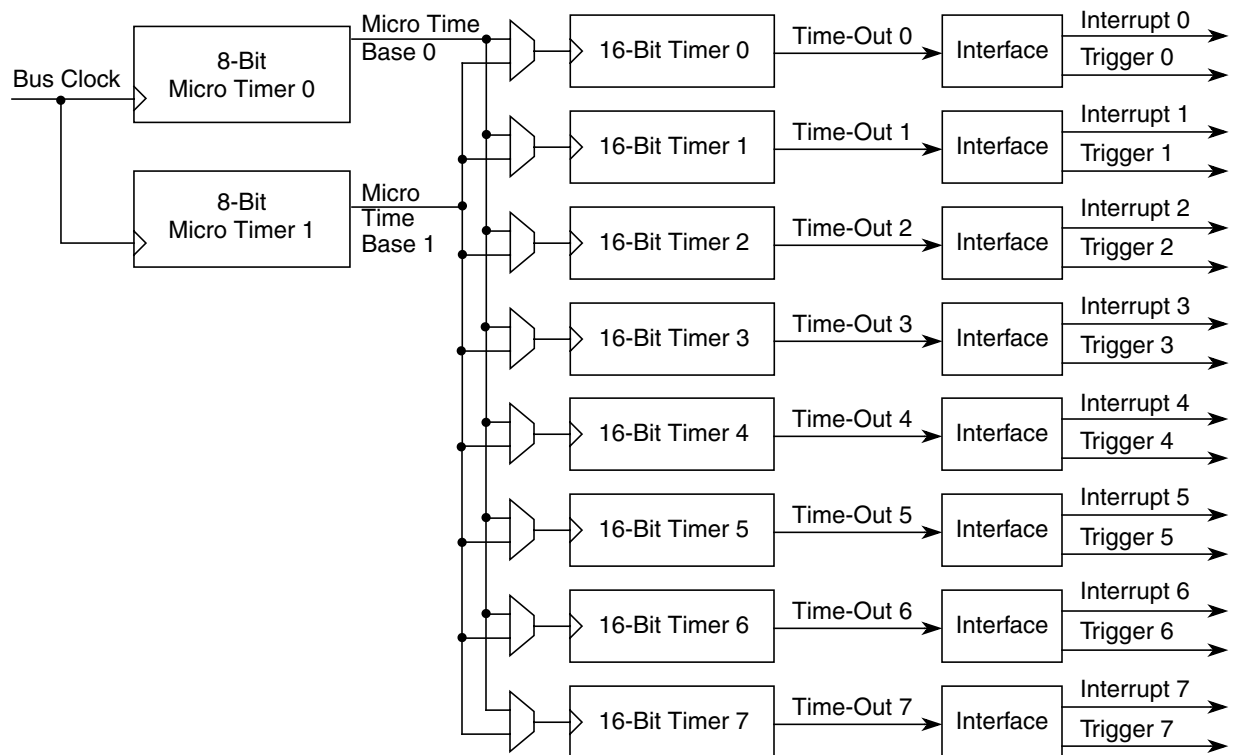 Bus Clock
8-Bit
Micro Timer 0
Micro Time
Base 0
8-Bit
Micro Timer 1
Micro
Time
Base 1
16-Bit Timer 0
Time-Out 0
Interface
Interrupt 0
Trigger 0
16-Bit Timer 1
Time-Out 1
Interface
Interrupt 1
Trigger 1
16-Bit Timer 2
Time-Out 2
Interface
Interrupt 2
Trigger 2
16-Bit Timer 3
Time-Out 3
Interface
Interrupt 3
Trigger 3
16-Bit Timer 4
Time-Out 4
Interface
Interrupt 4
Trigger 4
16-Bit Timer 5
Time-Out 5
Interface
Interrupt 5
Trigger 5
16-Bit Timer 6
Time-Out 6
Interface
Interrupt 6
Trigger 6
16-Bit Timer 7
Time-Out 7
Interface
Interrupt 7
Trigger 7